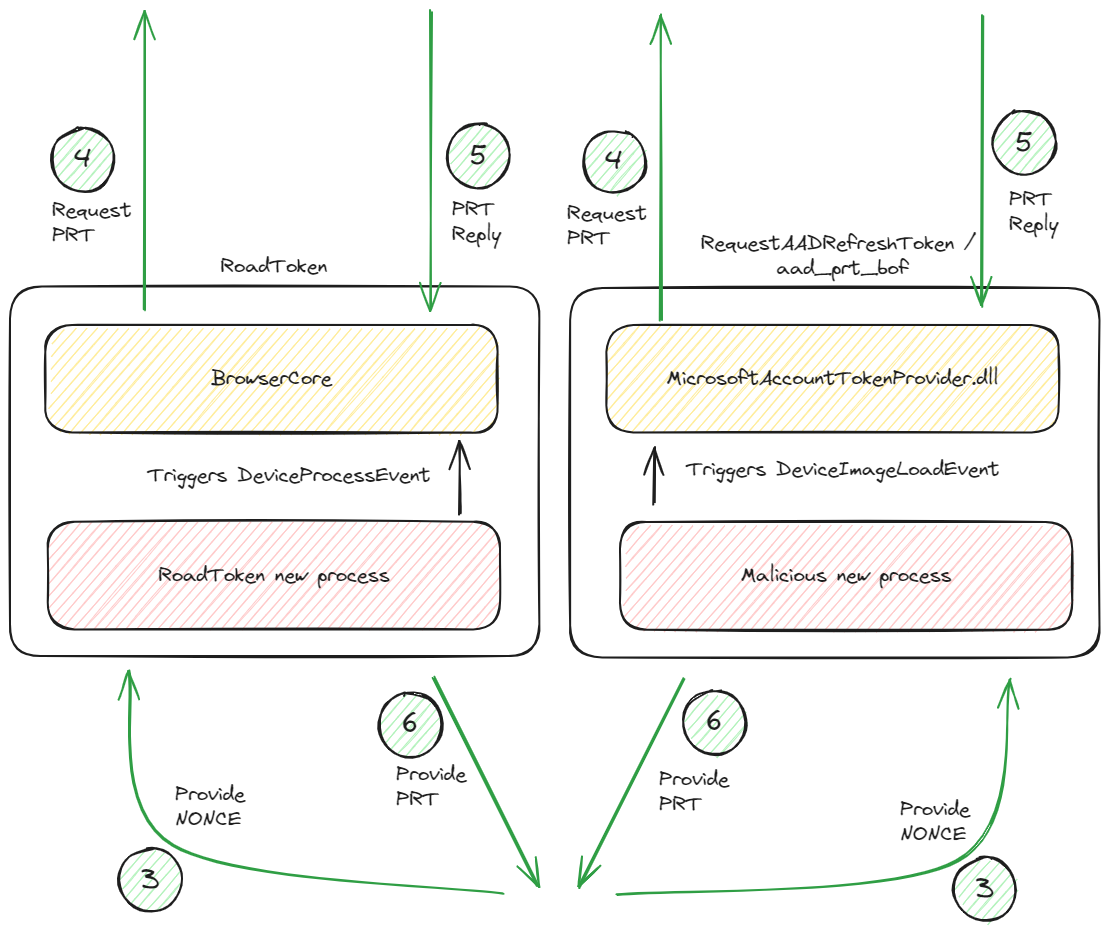 4
Request
PRT
5
PRT
Reply
4
Request
PRT
5
PRT
Reply
RoadToken
RequestAADRefreshToken /
aad_prt_bof
BrowserCore
MicrosoftAccountTokenProvider.dll
Triggers DeviceProcessEvent
Triggers DeviceImageLoadEvent
RoadToken new process
Malicious new process
6
Provide
PRT
6
Provide
PRT
Provide
NONCE
3
Provide
NONCE
3